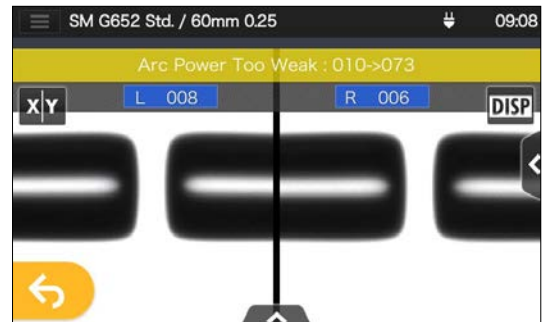 SM G652 Std. / 60mm 0.25 09:08
Arc Power Too Weak : 010->073
X|Y L 008 R 006 DISP